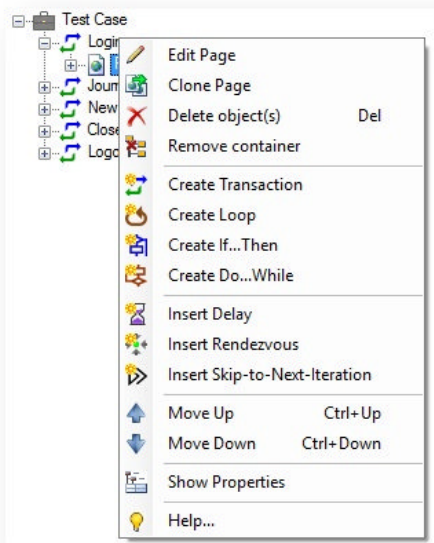 Test Case
Login
Edit Page
Clone Page
Journ
Delete object(s) Del
New
Close
Remove container
Logo
Create Transaction
Create Loop
Create If...Then
Create Do...While
Insert Delay
Insert Rendezvous
Insert Skip-to-Next-Iteration
Move Up Ctrl+Up
Move Down Ctrl+Down
Show Properties
Help...